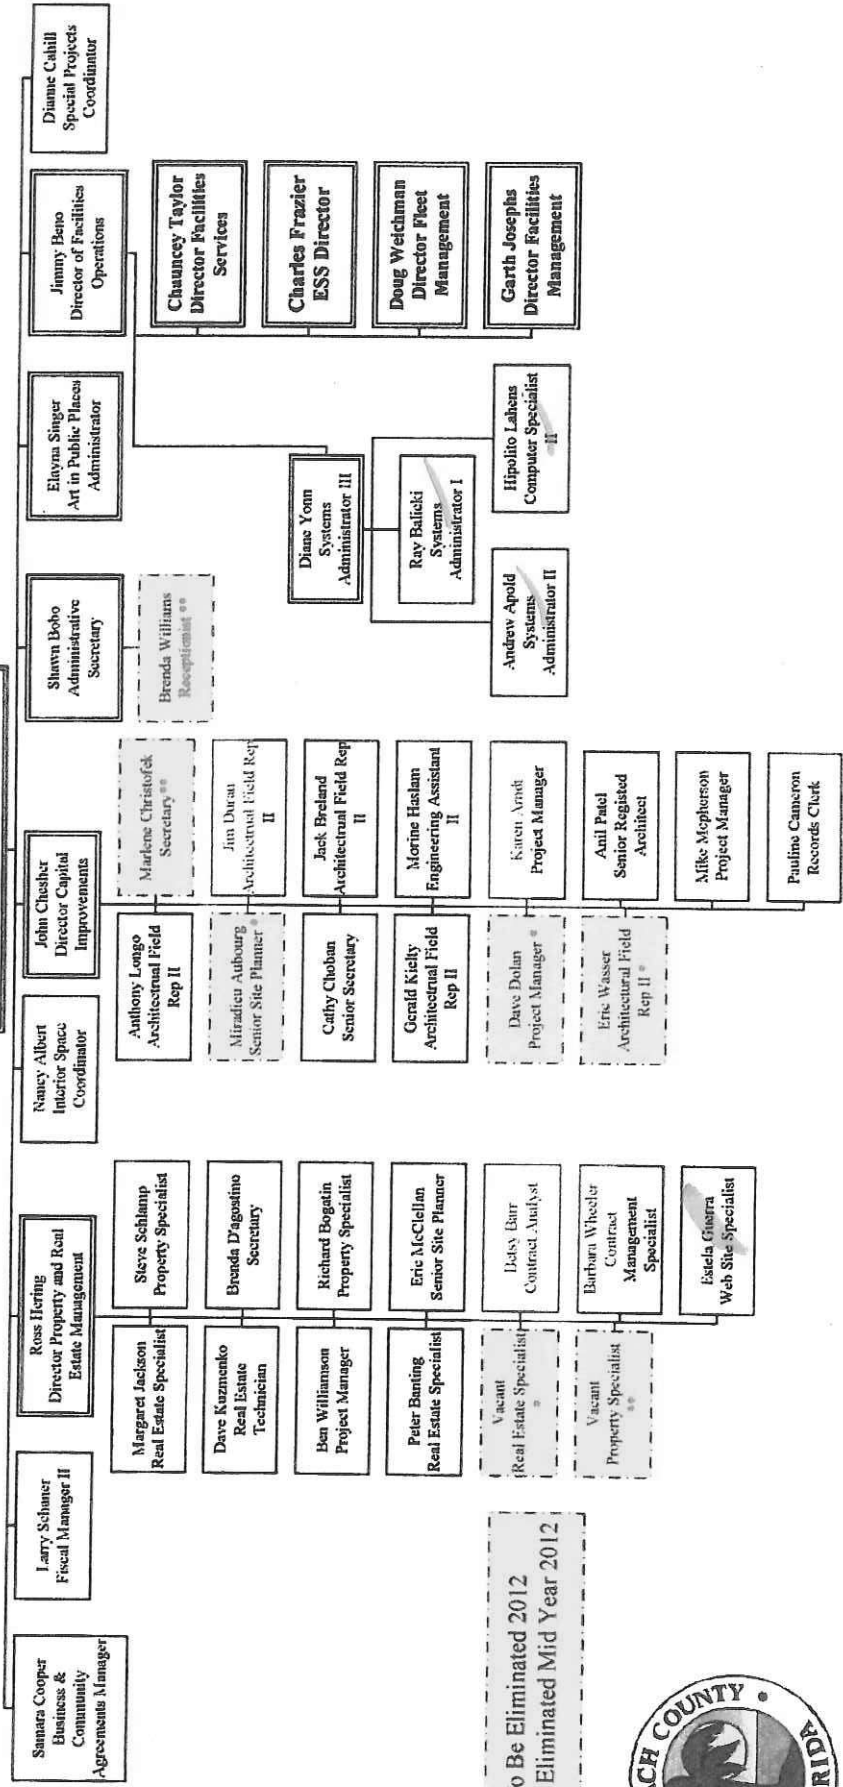 Samara Cooper
Business &
Community
Agreements Manager
Larry Schaner
Fiscal Manager II
Ross Hering
Director Property and Real
Estate Management
Nancy Albert
Interior Space
Coordinator
John Chesher
Director Capital
Improvements
Shawn Bobo
Administrative
Secretary
Elayna Singer
Art in Public Places
Administrator
Jimmy Beno
Director of Facilities
Operations
Dianne Cahill
Special Projects
Coordinator
Margaret Jackson
Real Estate Specialist
Steve Schlamp
Property Specialist
Dave Kuzmenko
Real Estate
Technician
Brenda D'agostino
Secretary
Ben Williamson
Project Manager
Richard Bogatin
Property Specialist
Peter Banting
Real Estate Specialist
Eric McClellan
Senior Site Planner
Vacant
Real Estate Specialist
*
Betsy Barr
Contract Analyst
Vacant
Property Specialist
**
Barbara Wheeler
Contract
Management
Specialist
Estela Guerra
Web Site Specialist
Anthony Longo
Architectrual Field
Rep II
Marlene Christofek
Secretary**
Miradieu Aubourg
Senior Site Planner *
Jim Duran
Architectrual Field Rep
II
Cathy Choban
Senior Secretary
Jack Breland
Architectrual Field Rep
II
Gerald Kielty
Architectrual Field
Rep II
Morine Haslam
Engineering Assistant
II
Dave Dolan
Project Manager *
Karen Arndt
Project Manager
Eric Wasser
Architectural Field
Rep II *
Anil Patel
Senior Registed
Architect
Mike Mcpherson
Project Manager
Pauline Cameron
Records Clerk
Brenda Williams
Receptionist **
Diane Yonn
Systems
Administrator III
Ray Balicki
Systems
Administrator I
Andrew Apold
Systems
Administrator II
Hipolito Lahens
Computer Specialist
II
Chauncey Taylor
Director Facilities
Services
Charles Frazier
ESS Director
Doug Weichman
Director Fleet
Management
Garth Josephs
Director Facilities
Management
o Be Eliminated 2012
Eliminated Mid Year 2012
CH COUNTY •
RIDA